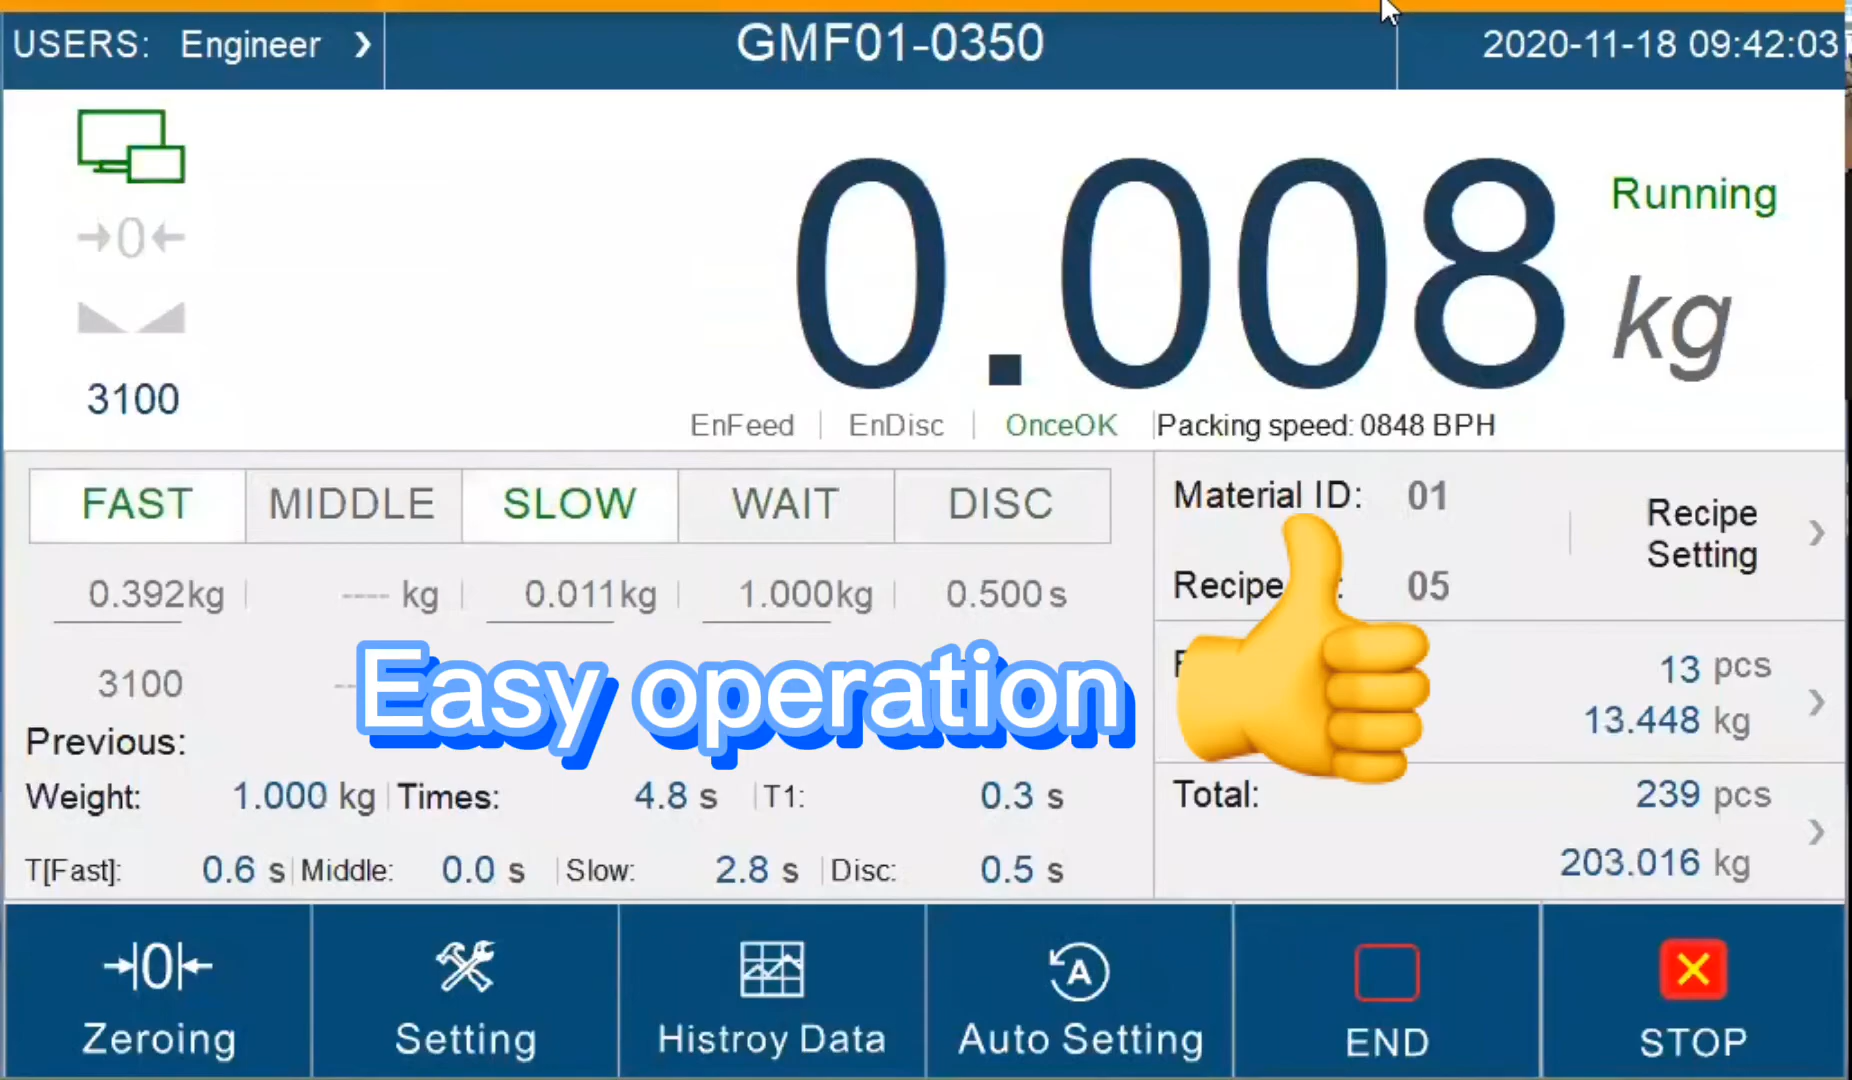 USERS: Engineer
GMF01-0350
2020-11-18 09:42:03
→0←
0.008
Running
kg
3100
EnFeed | EnDisc | OnceOK | Packing speed: 0848 BPH
FAST MIDDLE SLOW WAIT DISC
0.392kg ---- kg 0.011kg 1.000kg 0.500s
Material ID: 01
Recipe
Setting
Recipe : 05
3100
Easy operation
13 pcs
13.448 kg
Previous:
Weight: 1.000 kg Times: 4.8 s T1: 0.3 s
T[Fast]: 0.6 s Middle: 0.0 s Slow: 2.8 s Disc: 0.5 s
Total: 239 pcs
203.016 kg
→|0|←
A
Zeroing
Setting
Histroy Data
Auto Setting
END
STOP